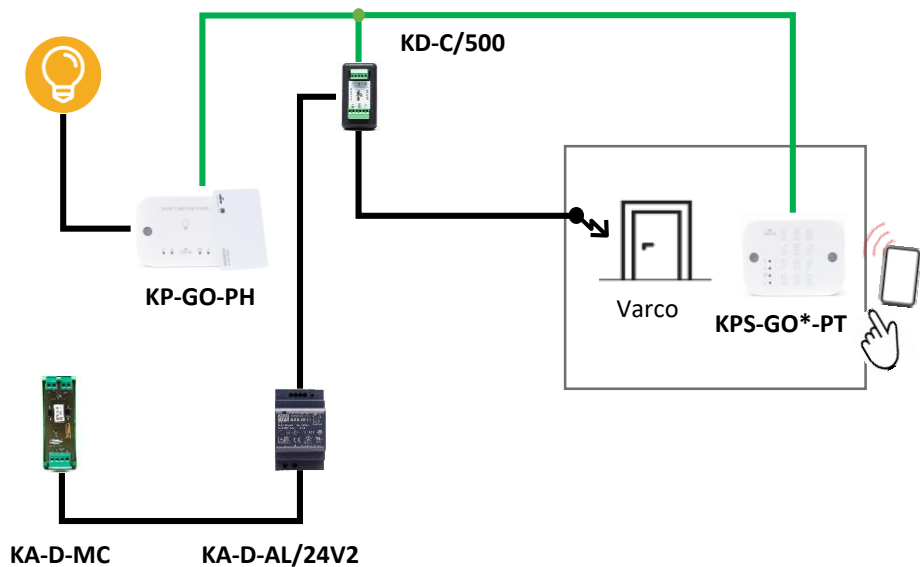 KD-C/500
KP-GO-PH
Varco
KPS-GO*-PT
KA-D-MC
KA-D-AL/24V2